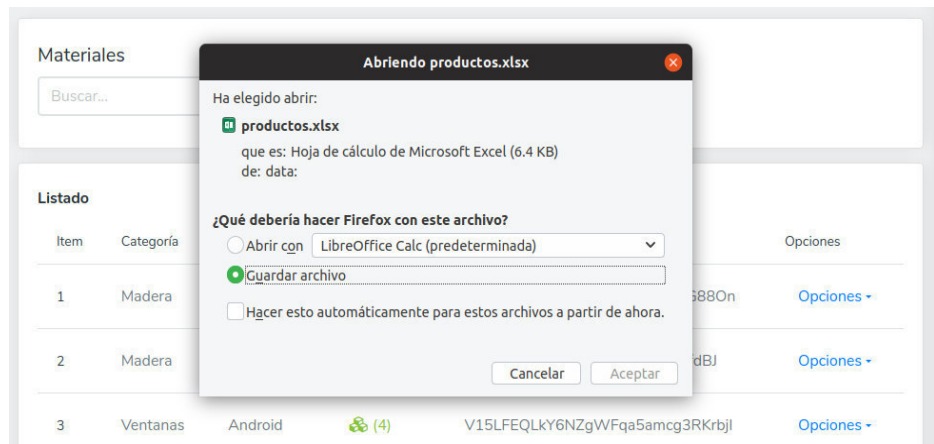 Materiales
Buscar...
Abriendo productos.xlsx
Ha elegido abrir:
productos.xlsx
que es: Hoja de cálculo de Microsoft Excel (6.4 KB)
de: data:
¿Qué debería hacer Firefox con este archivo?
Abrir con LibreOffice Calc (predeterminada)
Guardar archivo
Hacer esto automáticamente para estos archivos a partir de ahora.
Cancelar Aceptar
Listado
Item Categoría Opciones
1 Madera Opciones
2 Madera Opciones
3 Ventanas Android (4) Opciones